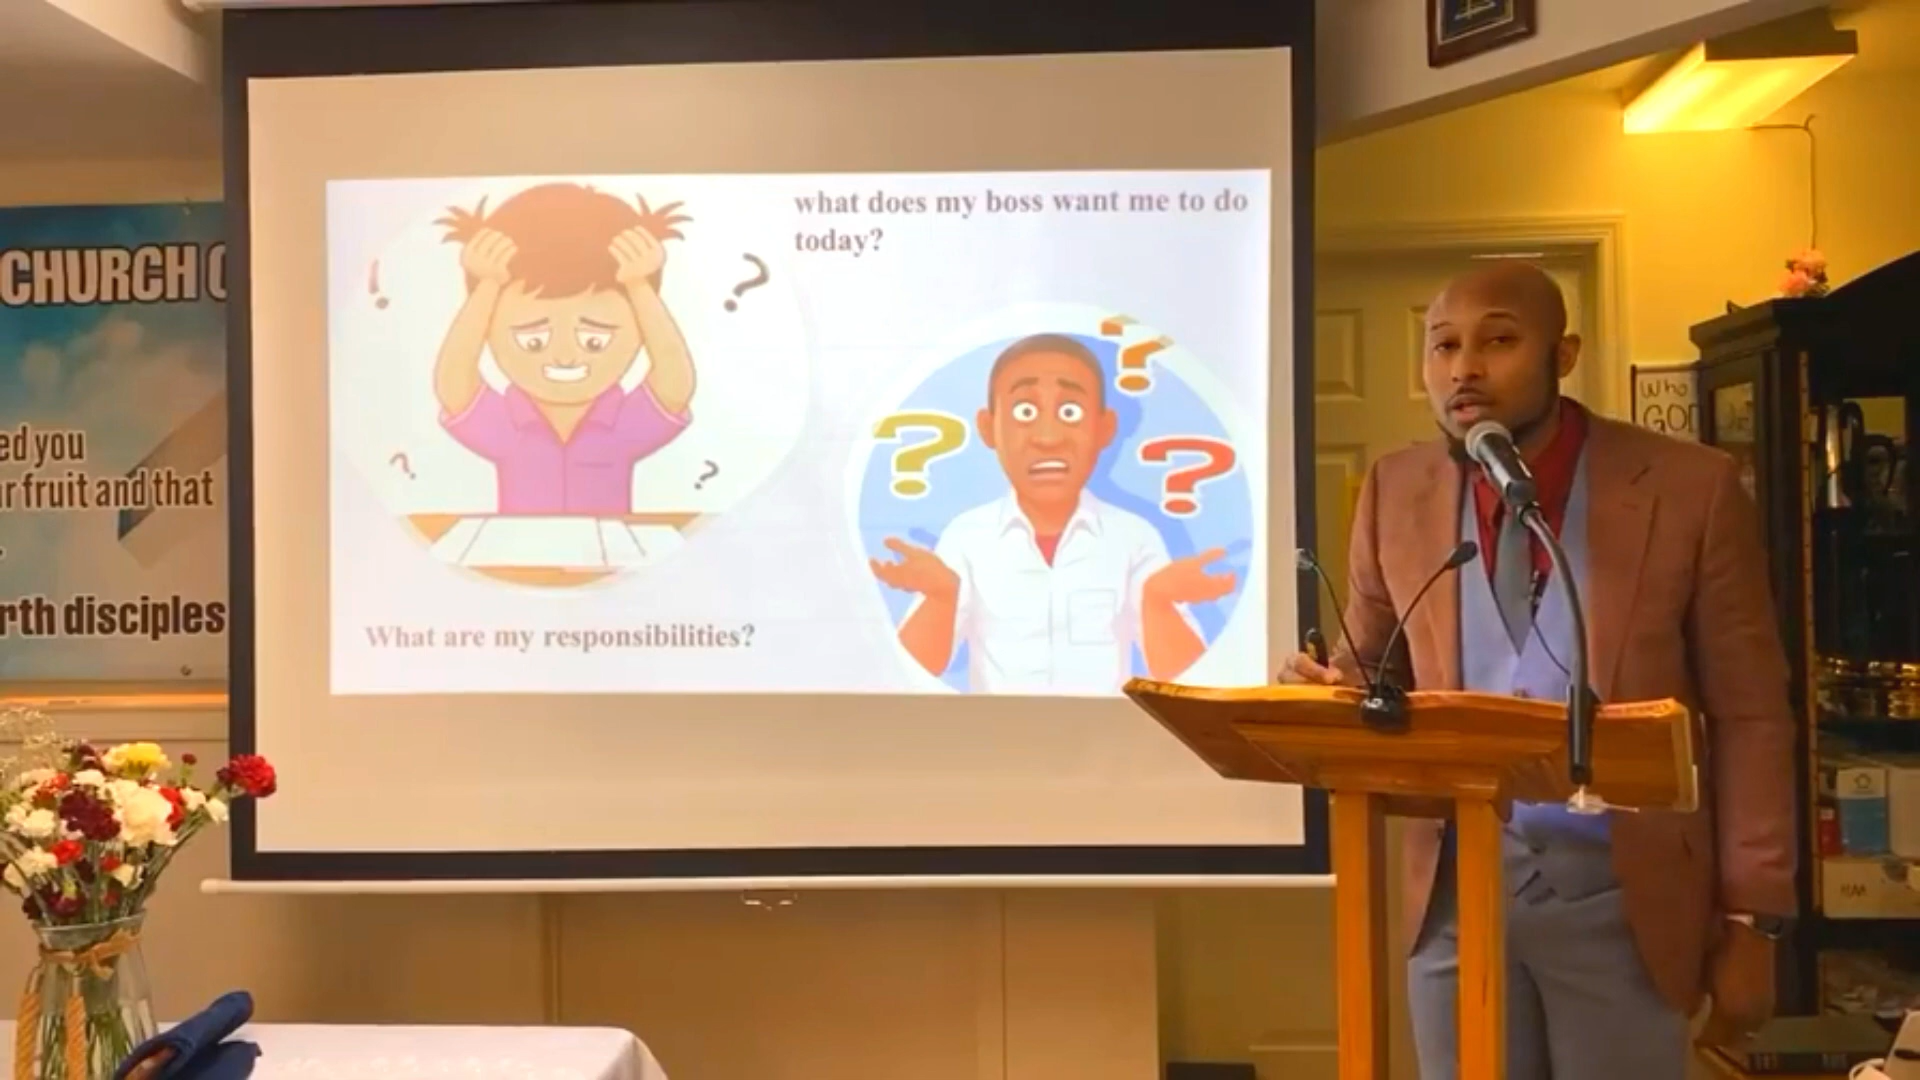 CHURCH
ed you
r fruit and that
rth disciples
what does my boss want me to do
today?
What are my responsibilities?
Who
GOD